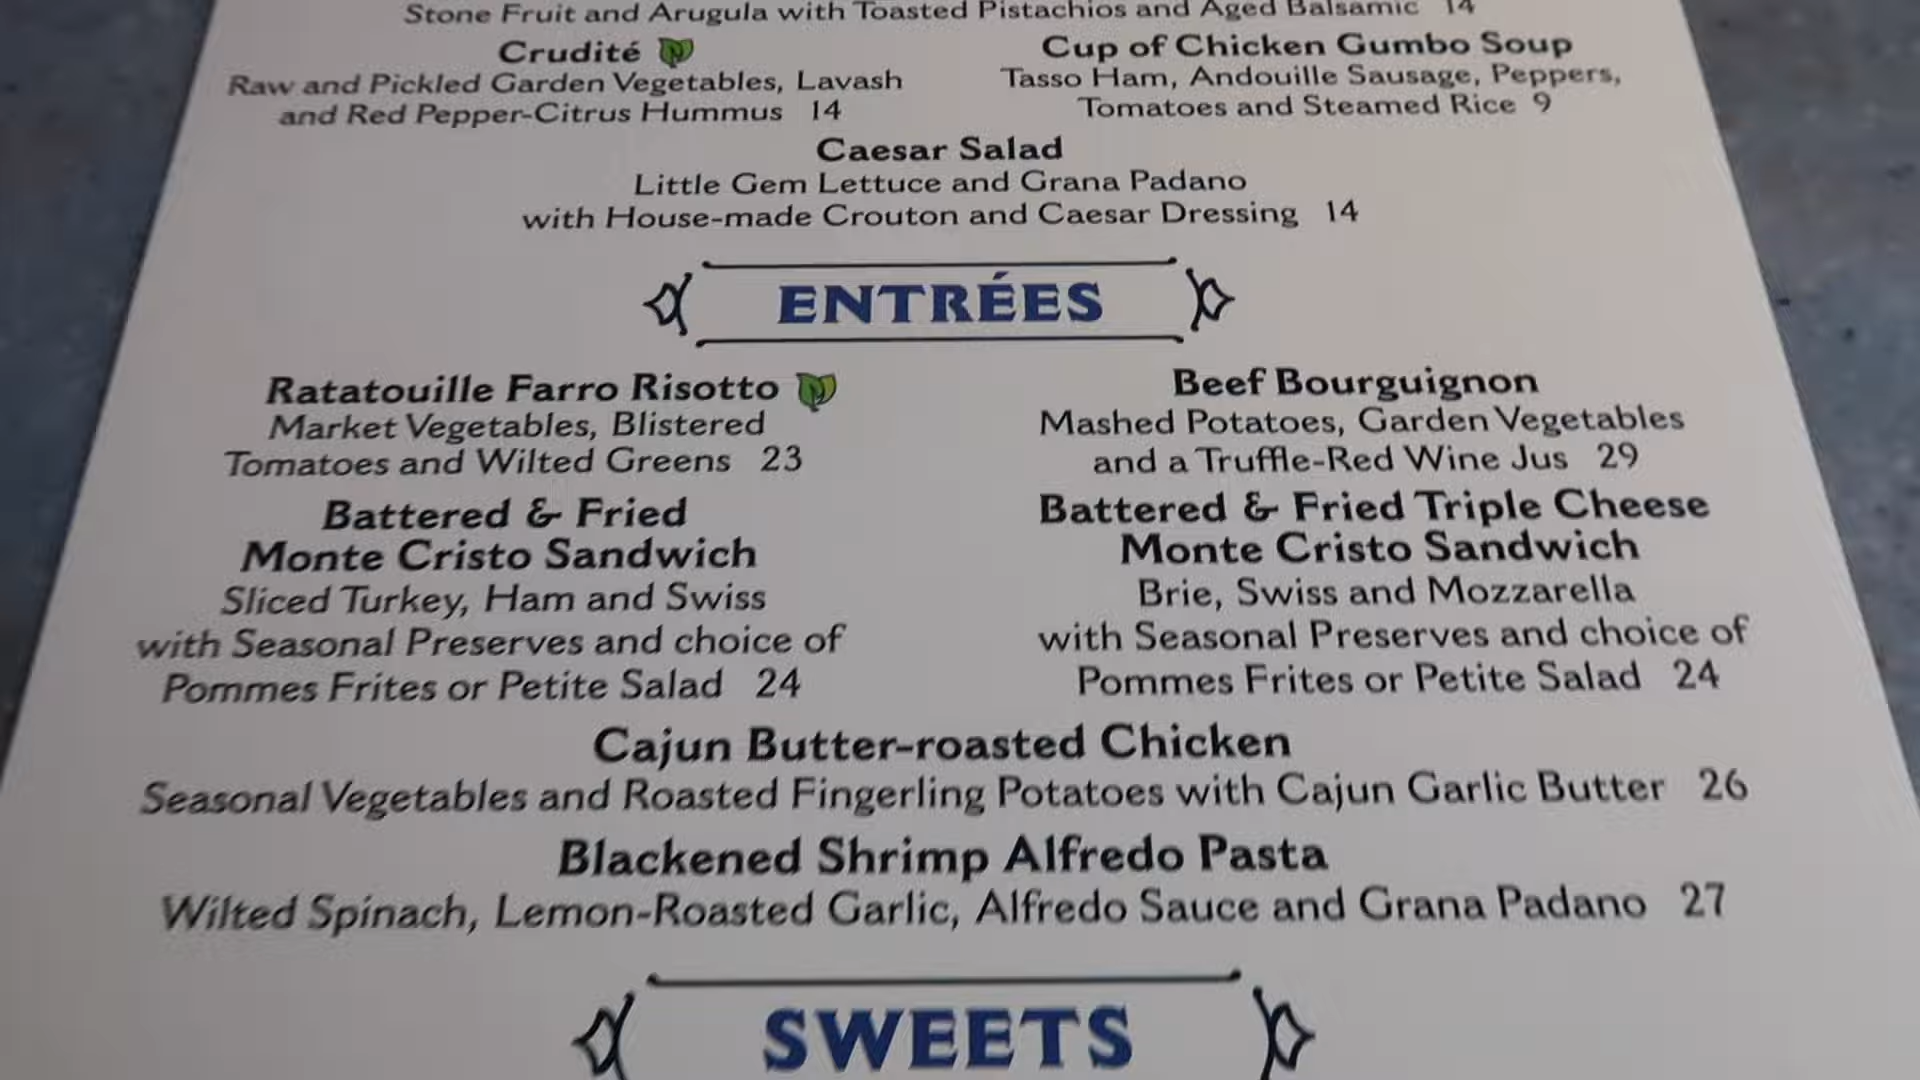 Stone Fruit and Arugula with Toasted Pistachios and Aged Balsamic 14
Crudité
Raw and Pickled Garden Vegetables, Lavash
and Red Pepper-Citrus Hummus 14
Cup of Chicken Gumbo Soup
Tasso Ham, Andouille Sausage, Peppers,
Tomatoes and Steamed Rice 9
Caesar Salad
Little Gem Lettuce and Grana Padano
with House-made Crouton and Caesar Dressing 14
ENTRÉES
Ratatouille Farro Risotto
Market Vegetables, Blistered
Tomatoes and Wilted Greens 23
Beef Bourguignon
Mashed Potatoes, Garden Vegetables
and a Truffle-Red Wine Jus 29
Battered & Fried
Monte Cristo Sandwich
Sliced Turkey, Ham and Swiss
with Seasonal Preserves and choice of
Pommes Frites or Petite Salad 24
Battered & Fried Triple Cheese
Monte Cristo Sandwich
Brie, Swiss and Mozzarella
with Seasonal Preserves and choice of
Pommes Frites or Petite Salad 24
Cajun Butter-roasted Chicken
Seasonal Vegetables and Roasted Fingerling Potatoes with Cajun Garlic Butter 26
Blackened Shrimp Alfredo Pasta
Wilted Spinach, Lemon-Roasted Garlic, Alfredo Sauce and Grana Padano 27
SWEETS